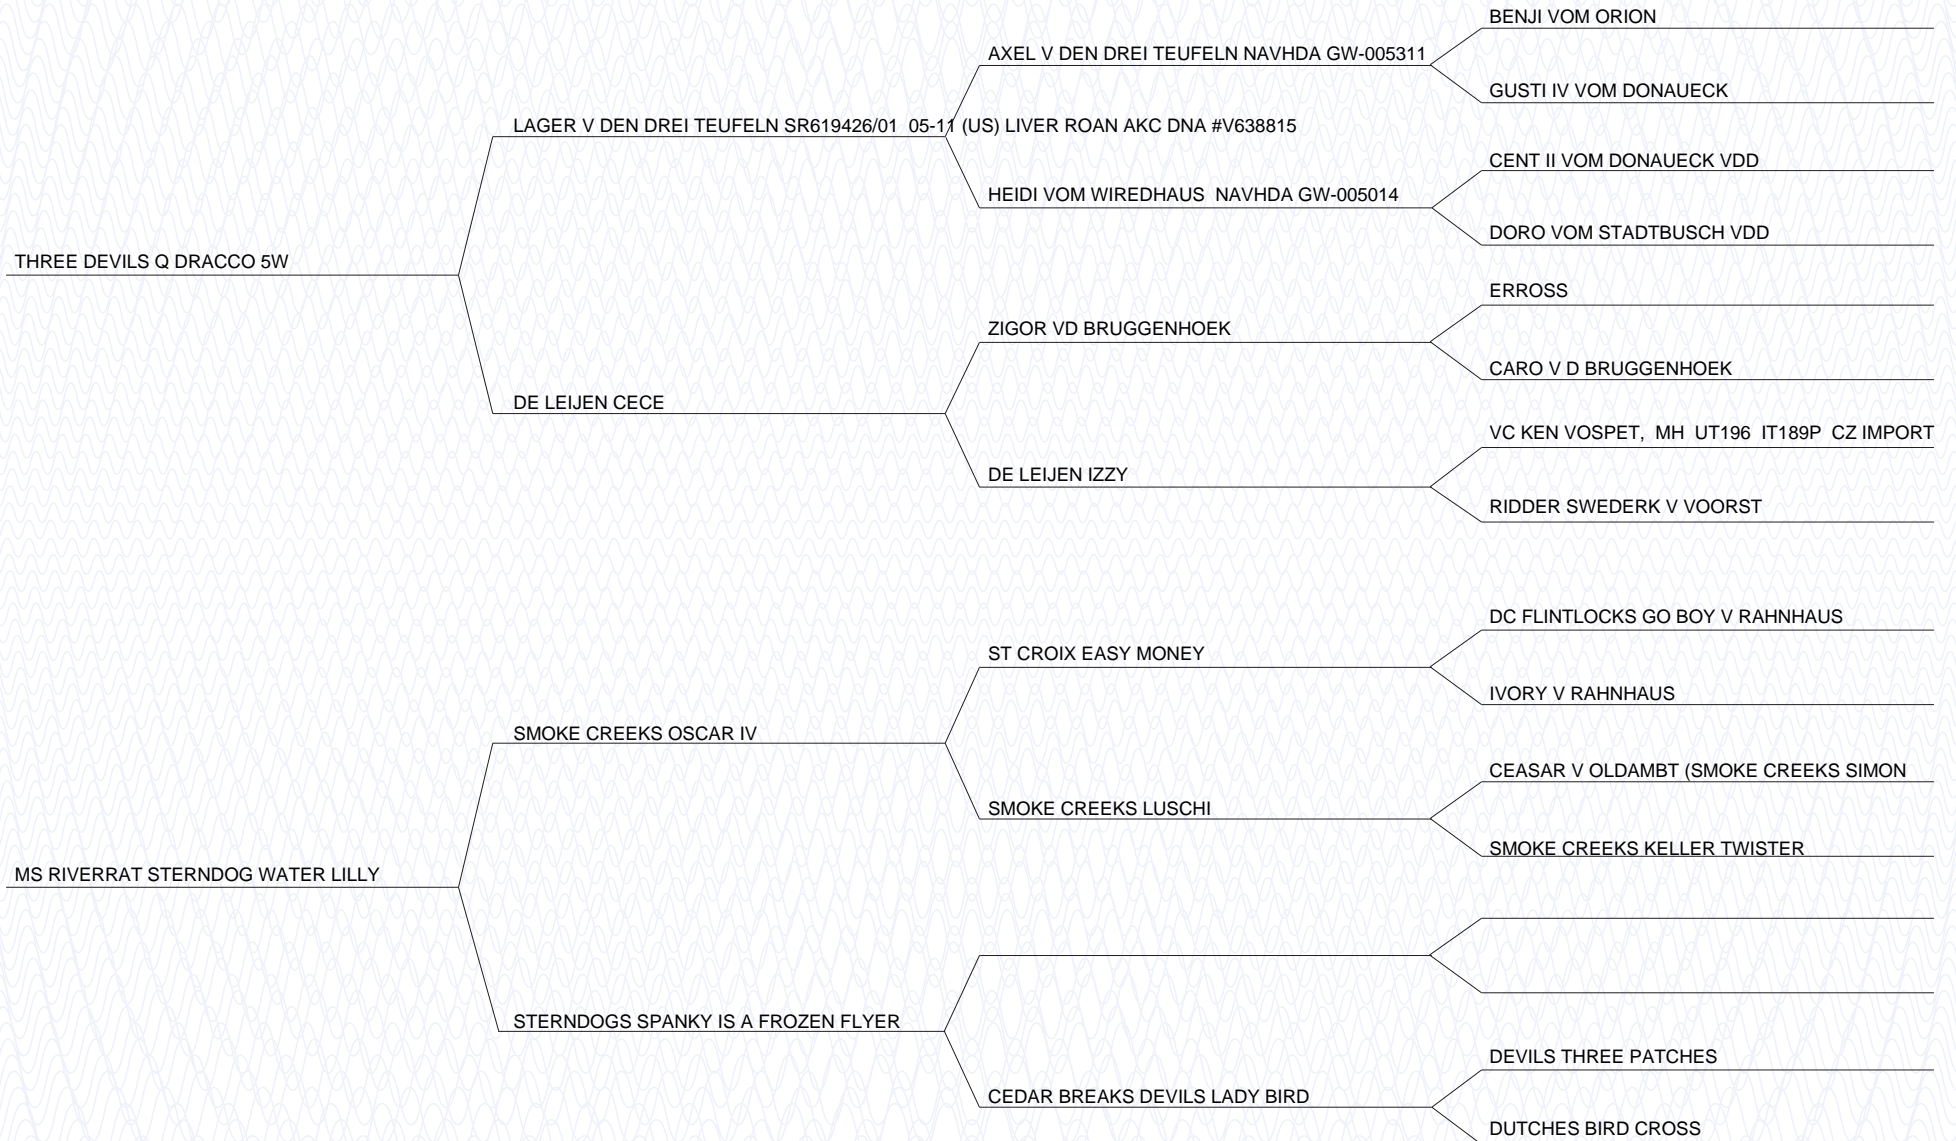 BENJI VOM ORION
AXEL V DEN DREI TEUFELN NAVHDA GW-005311
GUSTI IV VOM DONAUECK
LAGER V DEN DREI TEUFELN SR619426/01  05-11 (US) LIVER ROAN AKC DNA #V638815
CENT II VOM DONAUECK VDD
HEIDI VOM WIREDHAUS  NAVHDA GW-005014
DORO VOM STADTBUSCH VDD
THREE DEVILS Q DRACCO 5W
ERROSS
ZIGOR VD BRUGGENHOEK
CARO V D BRUGGENHOEK
DE LEIJEN CECE
VC KEN VOSPET,  MH  UT196  IT189P  CZ IMPORT
DE LEIJEN IZZY
RIDDER SWEDERK V VOORST
DC FLINTLOCKS GO BOY V RAHNHAUS
ST CROIX EASY MONEY
IVORY V RAHNHAUS
SMOKE CREEKS OSCAR IV
CEASAR V OLDAMBT (SMOKE CREEKS SIMON
SMOKE CREEKS LUSCHI
SMOKE CREEKS KELLER TWISTER
MS RIVERRAT STERNDOG WATER LILLY
STERNDOGS SPANKY IS A FROZEN FLYER
DEVILS THREE PATCHES
CEDAR BREAKS DEVILS LADY BIRD
DUTCHES BIRD CROSS